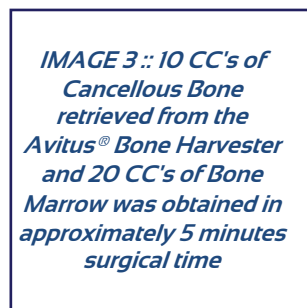 IMAGE 3 :: 10 CC's of
Cancellous Bone
retrieved from the
Avitus® Bone Harvester
and 20 CC's of Bone
Marrow was obtained in
approximately 5 minutes
surgical time